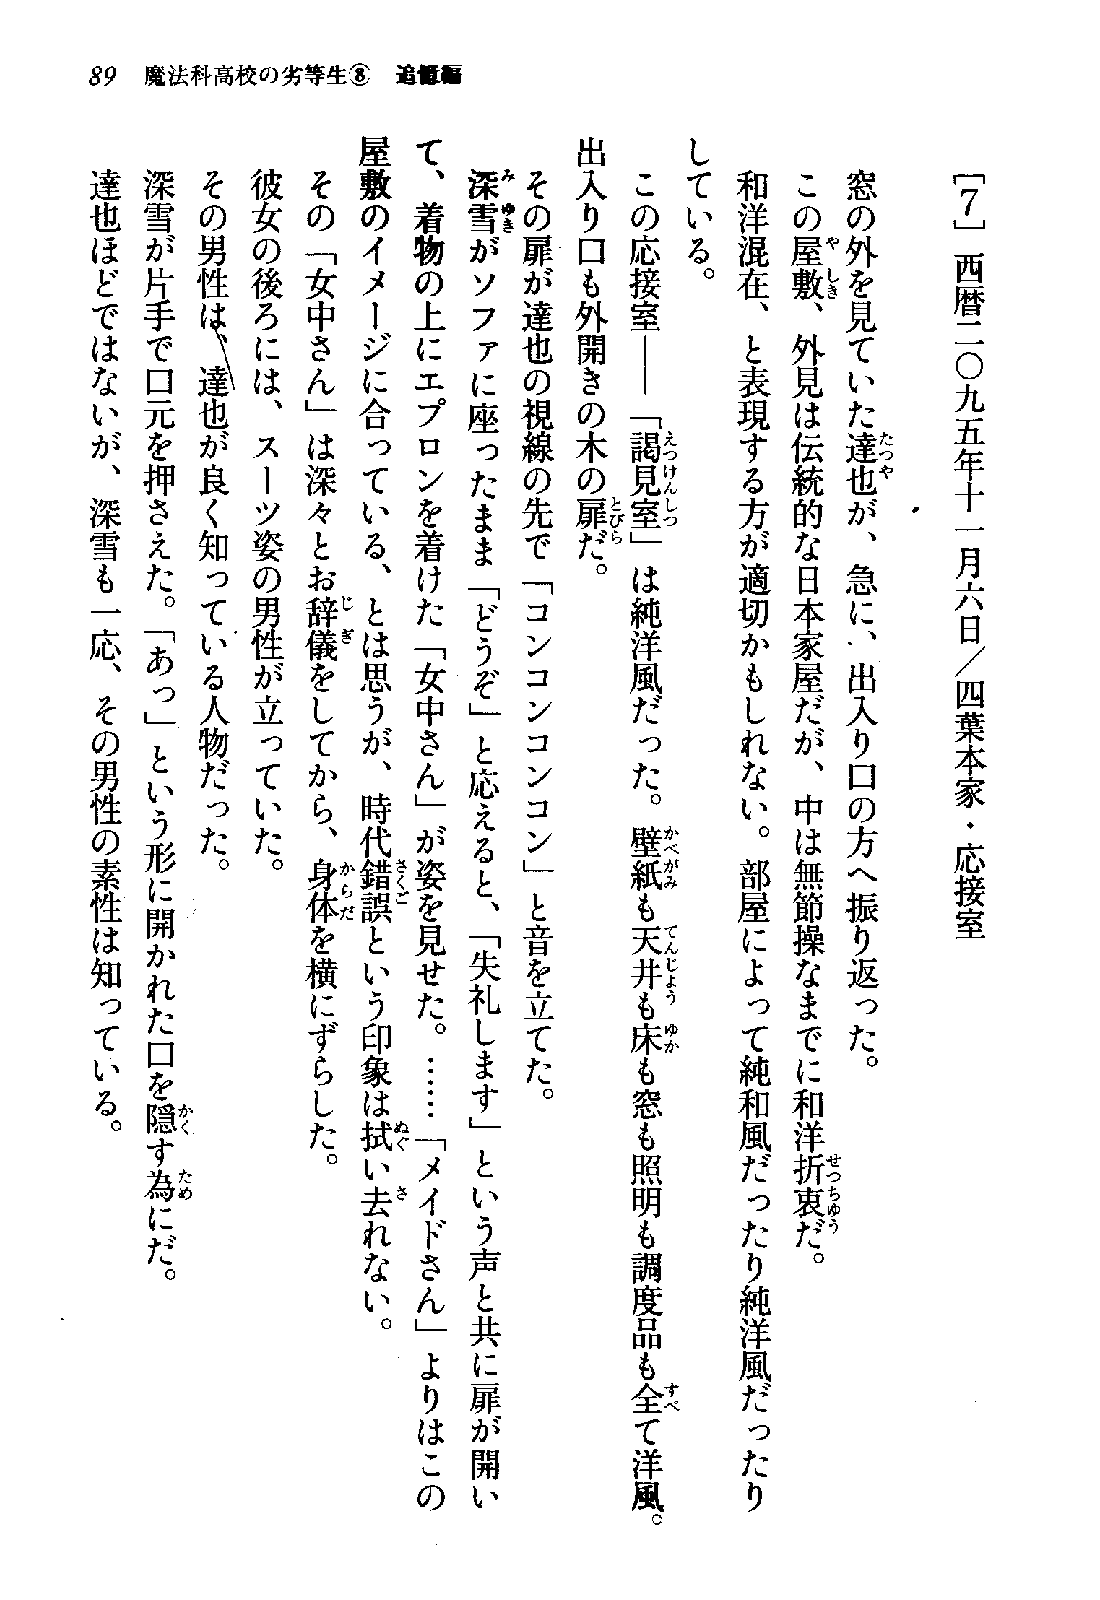 89 魔法科高校の劣等生⑧ 追憶編
［7］西暦二〇九五年十一月六日／四葉本家・応接室
窓の外を見ていた達也が、急に、出入り口の方へ振り返った。
この屋敷、外見は伝統的な日本家屋だが、中は無節操なまでに和洋折衷だ。
和洋混在、と表現する方が適切かもしれない。部屋によって純和風だったり純洋風だったり
している。
この応接室――「謁見室」は純洋風だった。壁紙も天井も床も窓も照明も調度品も全て洋風。
出入り口も外開きの木の扉だ。
その扉が達也の視線の先で「コンコンコンコン」と音を立てた。
深雪がソファに座ったまま「どうぞ」と応えると、「失礼します」という声と共に扉が開い
て、着物の上にエプロンを着けた「女中さん」が姿を見せた。……「メイドさん」よりはこの
屋敷のイメージに合っている、とは思うが、時代錯誤という印象は拭い去れない。
その「女中さん」は深々とお辞儀をしてから、身体を横にずらした。
彼女の後ろには、スーツ姿の男性が立っていた。
その男性は、達也が良く知っている人物だった。
深雪が片手で口元を押さえた。「あっ」という形に開かれた口を隠す為にだ。
達也ほどではないが、深雪も一応、その男性の素性は知っている。